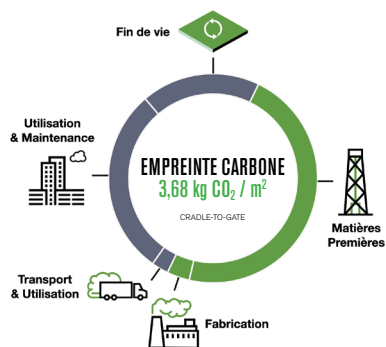 Fin de vie
Utilisation
& Maintenance
EMPREINTE CARBONE
3,68 kg CO₂ / m²
CRADLE-TO-GATE
Matières
Premières
Transport
& Utilisation
Fabrication